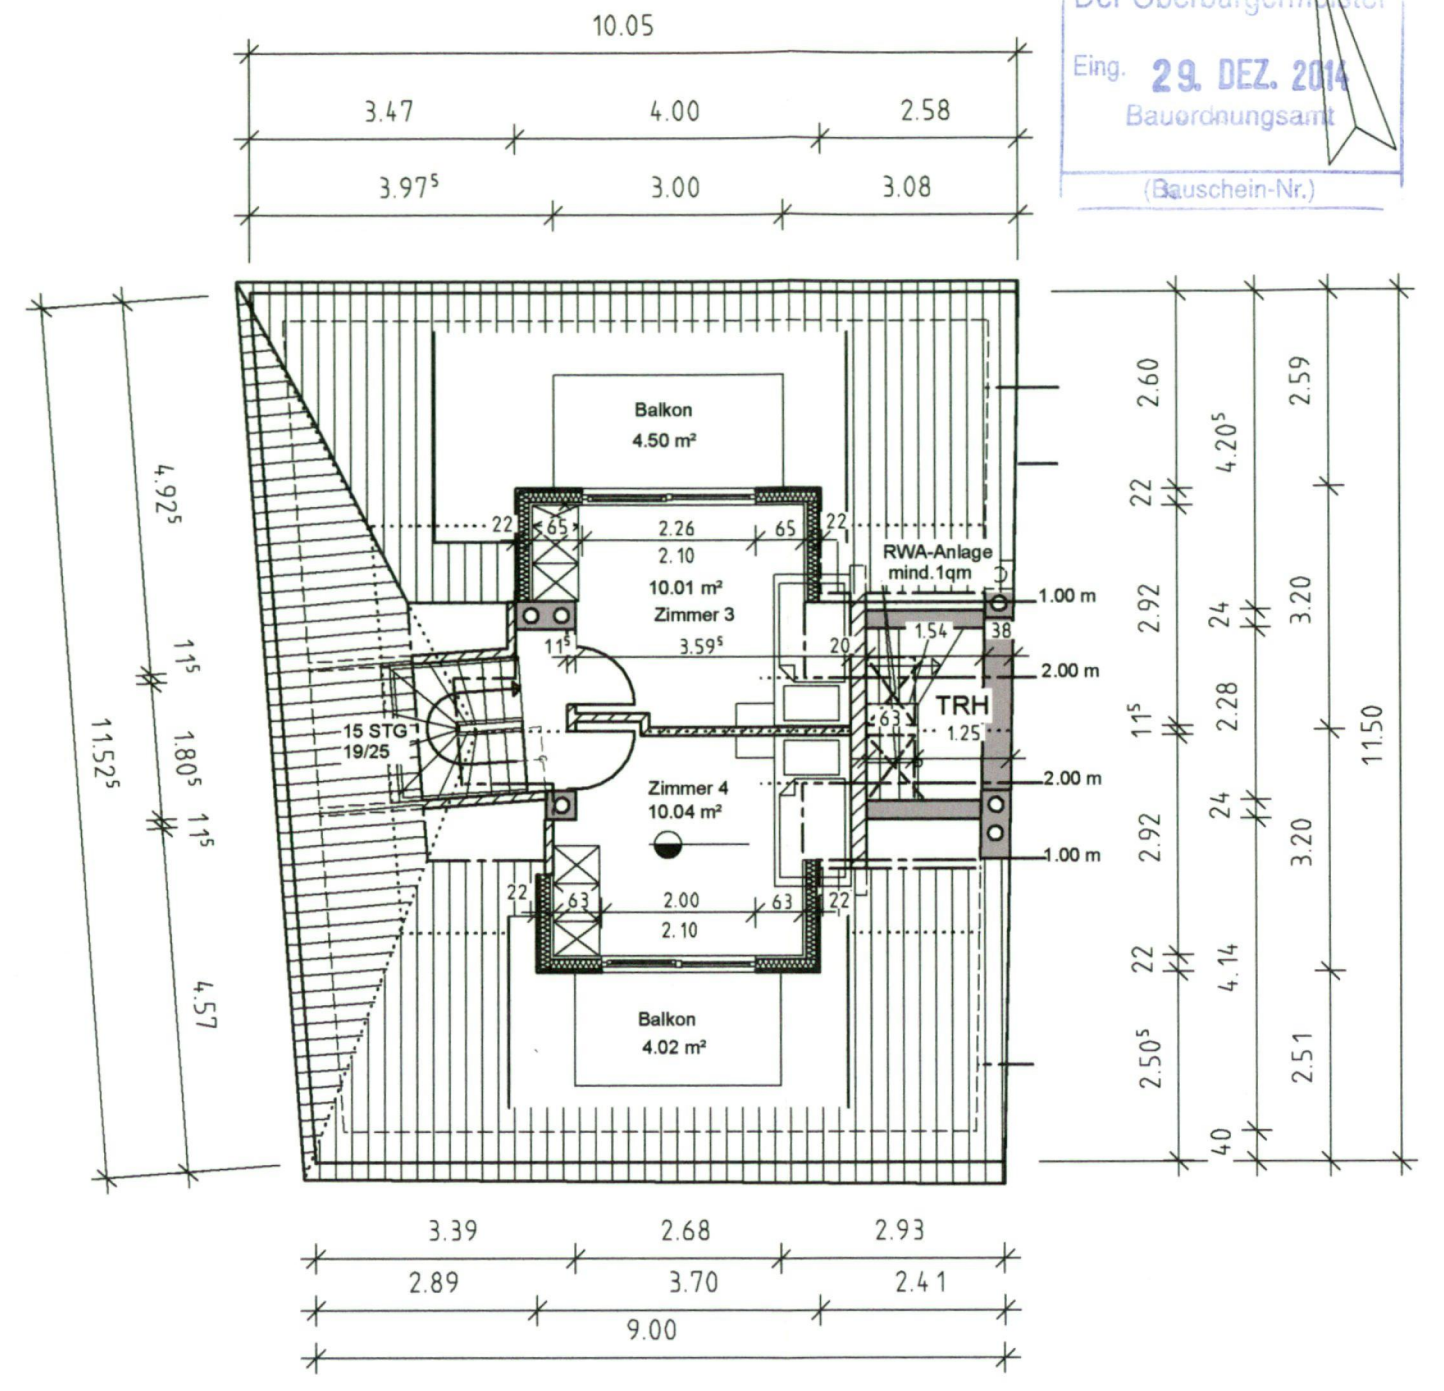 Der Oberbürgermeister
Eing. 29. DEZ. 2014
Bauordnungsamt
(Bauschein-Nr.)
10.05
3.47 4.00 2.58
3.97⁵ 3.00 3.08
Balkon
4.50 m²
22 65 2.26 65 22
2.10
RWA-Anlage
mind.1qm
10.01 m²
Zimmer 3
11⁵ 3.59⁵ 20 1.54 38
1.00 m
2.00 m
TRH
63
1.25
15 STG
19/25
Zimmer 4
10.04 m²
2.00 m
1.00 m
22 63 2.00 63 22
2.10
Balkon
4.02 m²
4.92⁵
11⁵
1.80⁵
11⁵
4.57
11.52⁵
2.60
22
2.92
11⁵
2.92
22
2.50⁵
4.20⁵
24
2.28
24
4.14
40
2.59
3.20
3.20
2.51
11.50
3.39 2.68 2.93
2.89 3.70 2.41
9.00